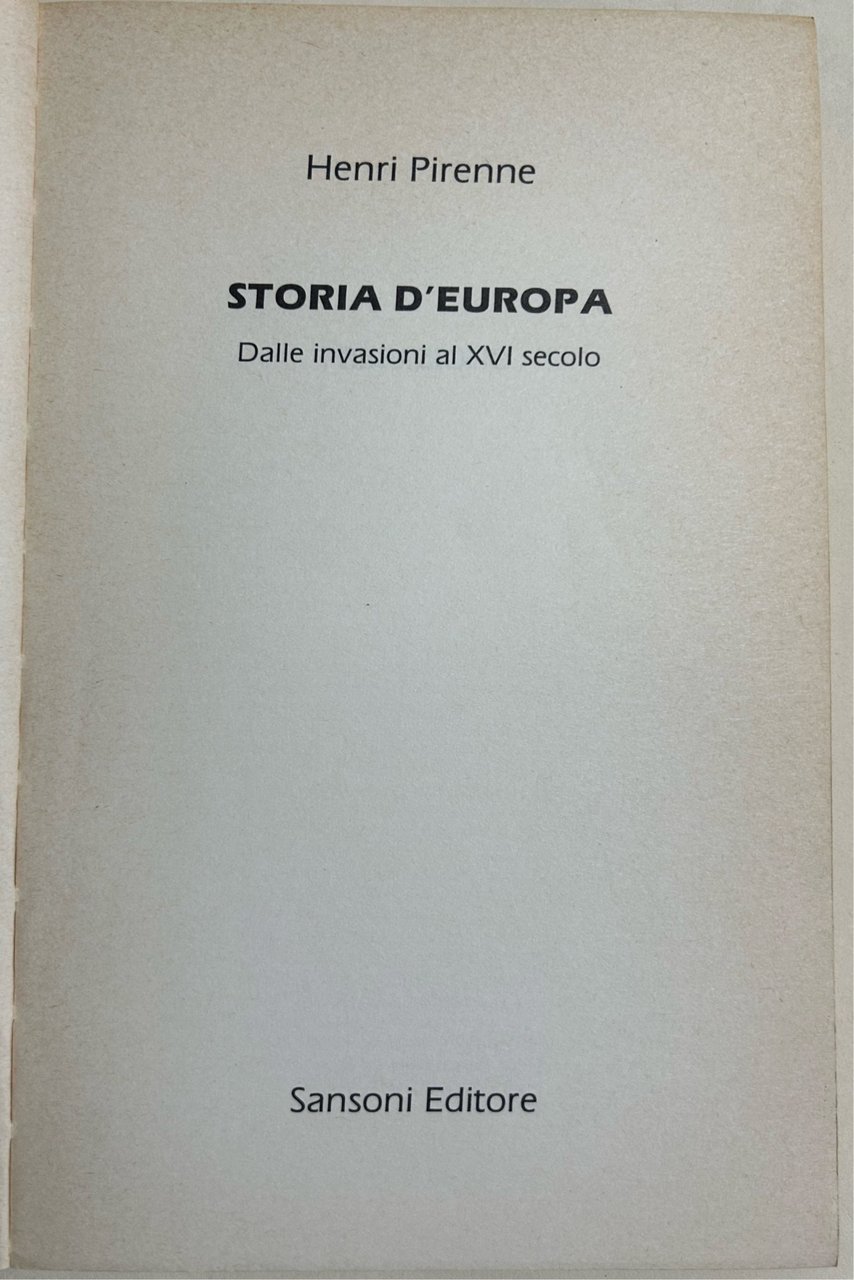 Henri Pirenne
STORIA D'EUROPA
Dalle invasioni al XVI secolo
Sansoni Editore